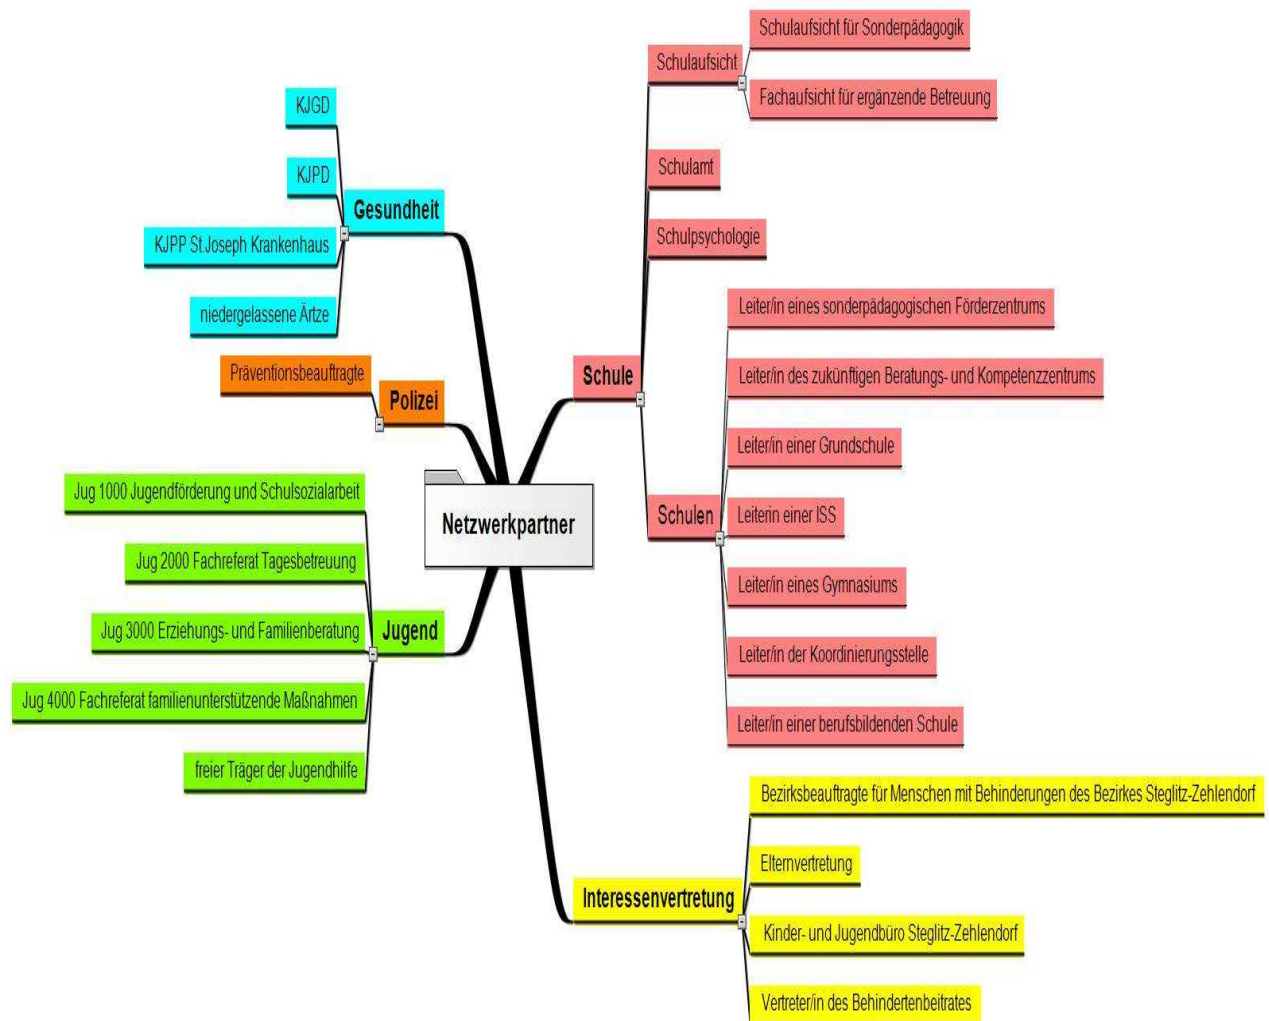 Netzwerkpartner
Gesundheit
KJGD
KJPD
KJPP St.Joseph Krankenhaus
niedergelassene Ärtze
Polizei
Präventionsbeauftragte
Jugend
Jug 1000 Jugendförderung und Schulsozialarbeit
Jug 2000 Fachreferat Tagesbetreuung
Jug 3000 Erziehungs- und Familienberatung
Jug 4000 Fachreferat familienunterstützende Maßnahmen
freier Träger der Jugendhilfe
Schule
Schulaufsicht
Schulaufsicht für Sonderpädagogik
Fachaufsicht für ergänzende Betreuung
Schulamt
Schulpsychologie
Schulen
Leiter/in eines sonderpädagogischen Förderzentrums
Leiter/in des zukünftigen Beratungs- und Kompetenzzentrums
Leiter/in einer Grundschule
Leiterin einer ISS
Leiter/in eines Gymnasiums
Leiter/in der Koordinierungsstelle
Leiter/in einer berufsbildenden Schule
Interessenvertretung
Bezirksbeauftragte für Menschen mit Behinderungen des Bezirkes Steglitz-Zehlendorf
Elternvertretung
Kinder- und Jugendbüro Steglitz-Zehlendorf
Vertreter/in des Behindertenbeitrates